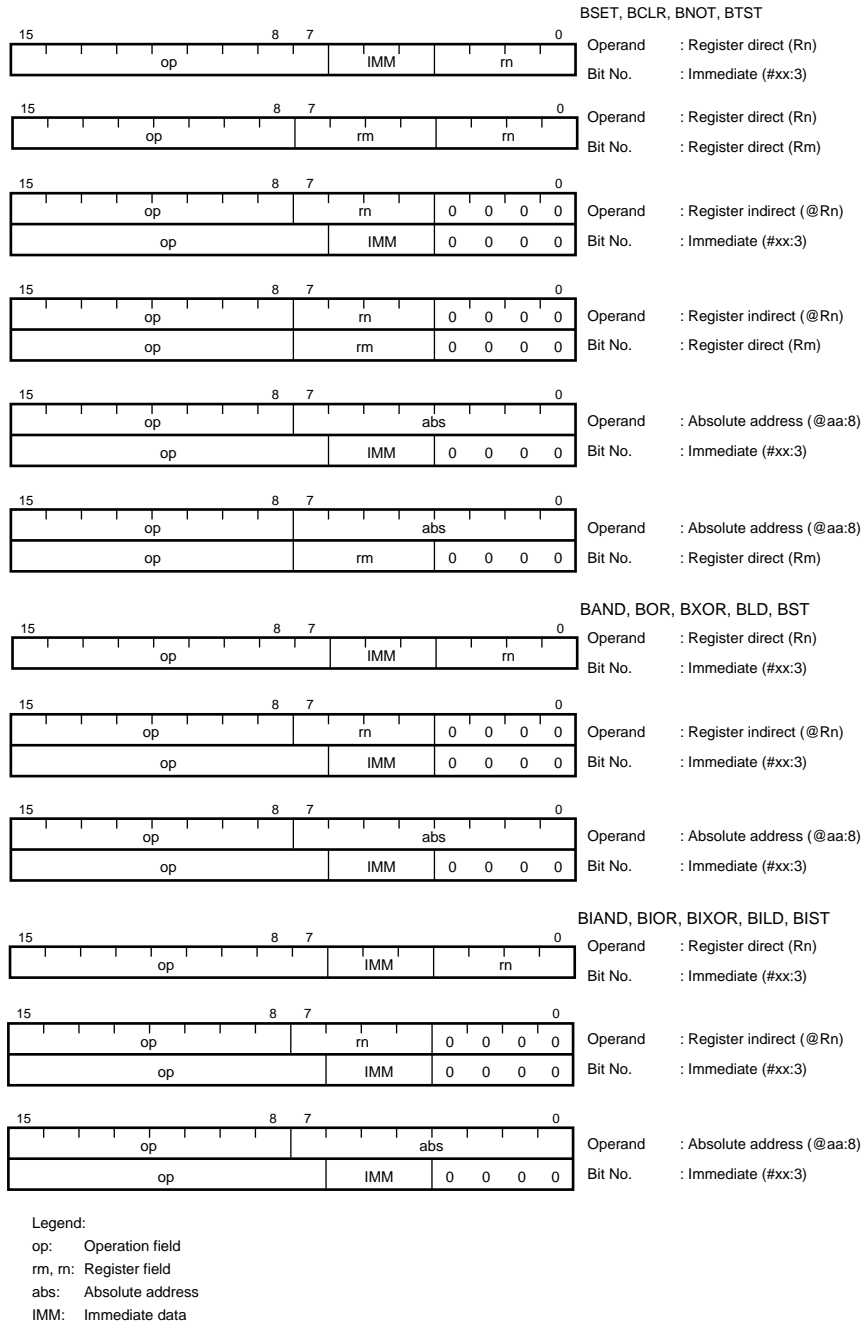 BSET, BCLR, BNOT, BTST
15 8 7 0
op IMM rn
Operand : Register direct (Rn)
Bit No. : Immediate (#xx:3)
15 8 7 0
op rm rn
Operand : Register direct (Rn)
Bit No. : Register direct (Rm)
15 8 7 0
op rn 0 0 0 0 Operand : Register indirect (@Rn)
op IMM 0 0 0 0 Bit No. : Immediate (#xx:3)
15 8 7 0
op rn 0 0 0 0 Operand : Register indirect (@Rn)
op rm 0 0 0 0 Bit No. : Register direct (Rm)
15 8 7 0
op abs Operand : Absolute address (@aa:8)
op IMM 0 0 0 0 Bit No. : Immediate (#xx:3)
15 8 7 0
op abs Operand : Absolute address (@aa:8)
op rm 0 0 0 0 Bit No. : Register direct (Rm)
BAND, BOR, BXOR, BLD, BST
15 8 7 0
op IMM rn
Operand : Register direct (Rn)
Bit No. : Immediate (#xx:3)
15 8 7 0
op rn 0 0 0 0 Operand : Register indirect (@Rn)
op IMM 0 0 0 0 Bit No. : Immediate (#xx:3)
15 8 7 0
op abs Operand : Absolute address (@aa:8)
op IMM 0 0 0 0 Bit No. : Immediate (#xx:3)
BIAND, BIOR, BIXOR, BILD, BIST
15 8 7 0
op IMM rn
Operand : Register direct (Rn)
Bit No. : Immediate (#xx:3)
15 8 7 0
op rn 0 0 0 0 Operand : Register indirect (@Rn)
op IMM 0 0 0 0 Bit No. : Immediate (#xx:3)
15 8 7 0
op abs Operand : Absolute address (@aa:8)
op IMM 0 0 0 0 Bit No. : Immediate (#xx:3)
Legend:
op: Operation field
rm, rn: Register field
abs: Absolute address
IMM: Immediate data